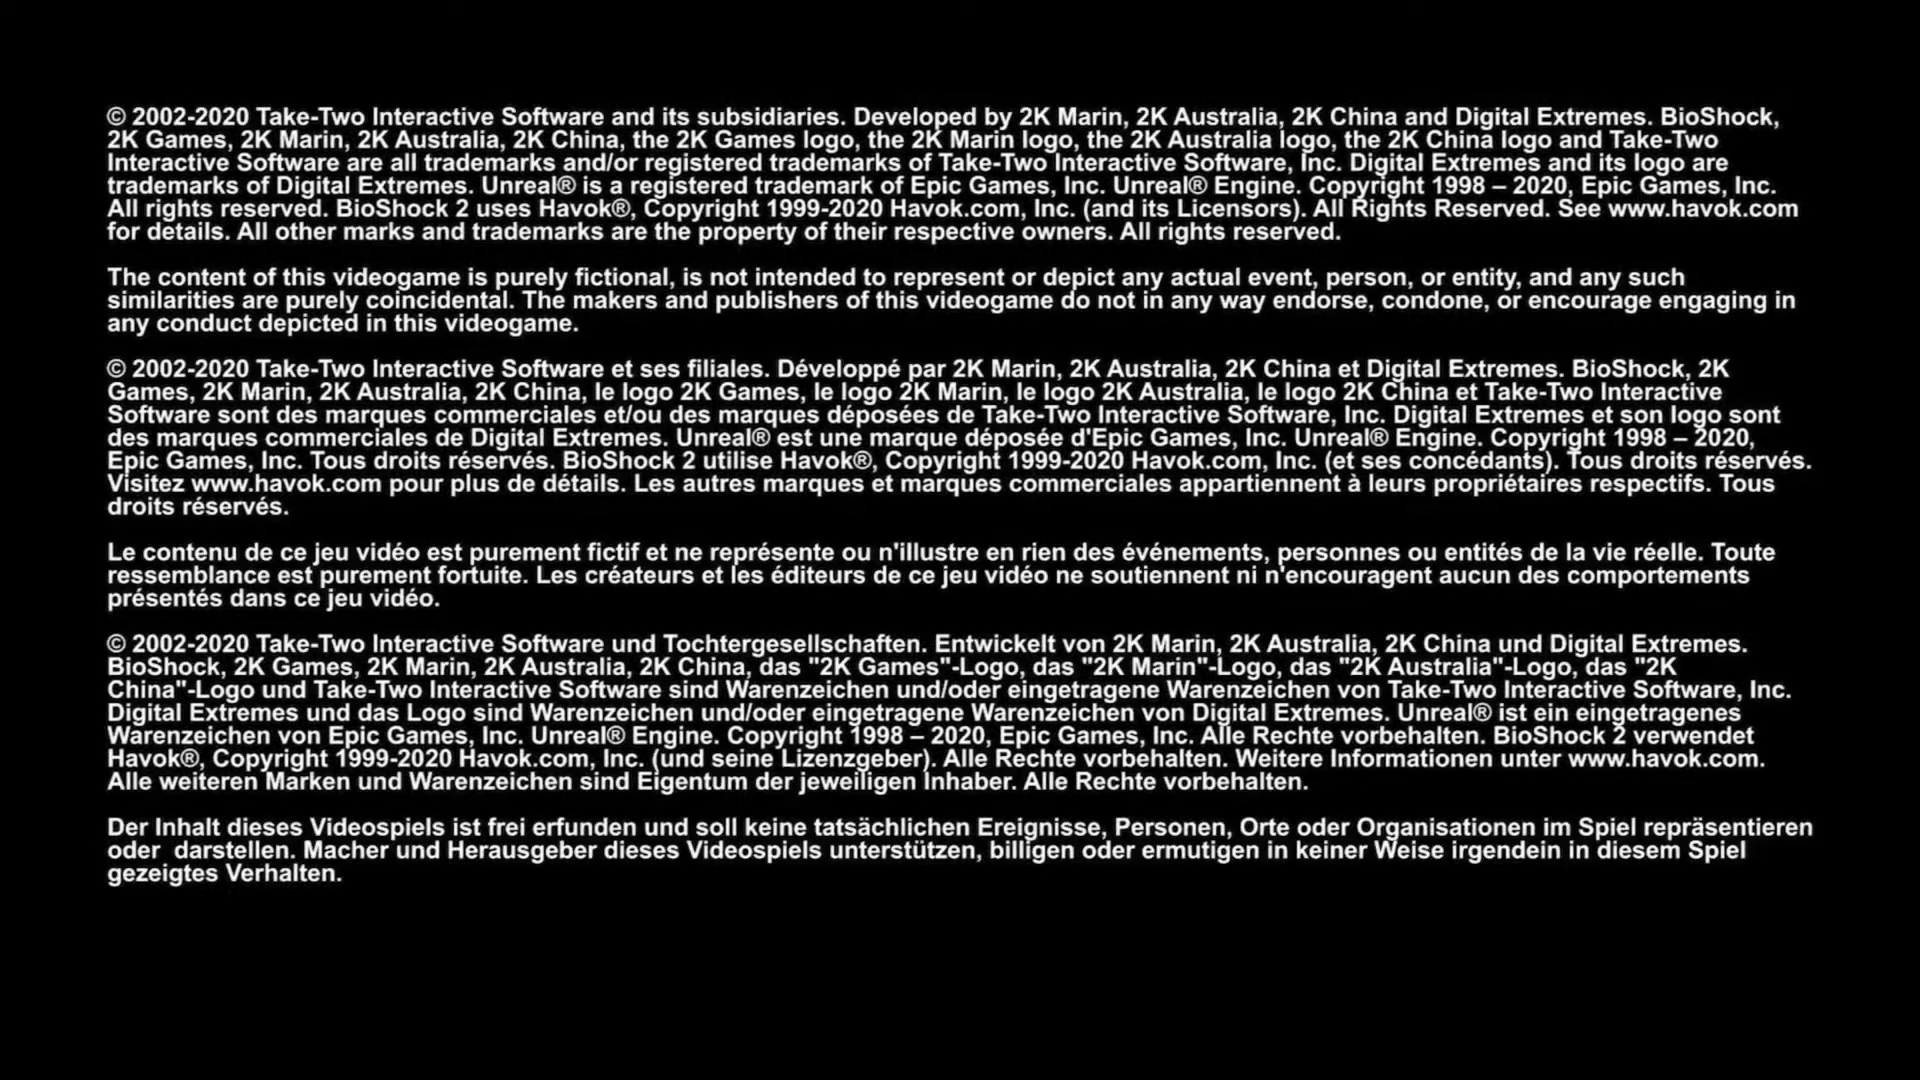 © 2002-2020 Take-Two Interactive Software and its subsidiaries. Developed by 2K Marin, 2K Australia, 2K China and Digital Extremes. BioShock,
2K Games, 2K Marin, 2K Australia, 2K China, the 2K Games logo, the 2K Marin logo, the 2K Australia logo, the 2K China logo and Take-Two
Interactive Software are all trademarks and/or registered trademarks of Take-Two Interactive Software, Inc. Digital Extremes and its logo are
trademarks of Digital Extremes. Unreal® is a registered trademark of Epic Games, Inc. Unreal® Engine. Copyright 1998 – 2020, Epic Games, Inc.
All rights reserved. BioShock 2 uses Havok®, Copyright 1999-2020 Havok.com, Inc. (and its Licensors). All Rights Reserved. See www.havok.com
for details. All other marks and trademarks are the property of their respective owners. All rights reserved.
The content of this videogame is purely fictional, is not intended to represent or depict any actual event, person, or entity, and any such
similarities are purely coincidental. The makers and publishers of this videogame do not in any way endorse, condone, or encourage engaging in
any conduct depicted in this videogame.
© 2002-2020 Take-Two Interactive Software et ses filiales. Développé par 2K Marin, 2K Australia, 2K China et Digital Extremes. BioShock, 2K
Games, 2K Marin, 2K Australia, 2K China, le logo 2K Games, le logo 2K Marin, le logo 2K Australia, le logo 2K China et Take-Two Interactive
Software sont des marques commerciales et/ou des marques déposées de Take-Two Interactive Software, Inc. Digital Extremes et son logo sont
des marques commerciales de Digital Extremes. Unreal® est une marque déposée d'Epic Games, Inc. Unreal® Engine. Copyright 1998 – 2020,
Epic Games, Inc. Tous droits réservés. BioShock 2 utilise Havok®, Copyright 1999-2020 Havok.com, Inc. (et ses concédants). Tous droits réservés.
Visitez www.havok.com pour plus de détails. Les autres marques et marques commerciales appartiennent à leurs propriétaires respectifs. Tous
droits réservés.
Le contenu de ce jeu vidéo est purement fictif et ne représente ou n'illustre en rien des événements, personnes ou entités de la vie réelle. Toute
ressemblance est purement fortuite. Les créateurs et les éditeurs de ce jeu vidéo ne soutiennent ni n'encouragent aucun des comportements
présentés dans ce jeu vidéo.
© 2002-2020 Take-Two Interactive Software und Tochtergesellschaften. Entwickelt von 2K Marin, 2K Australia, 2K China und Digital Extremes.
BioShock, 2K Games, 2K Marin, 2K Australia, 2K China, das "2K Games"-Logo, das "2K Marin"-Logo, das "2K Australia"-Logo, das "2K
China"-Logo und Take-Two Interactive Software sind Warenzeichen und/oder eingetragene Warenzeichen von Take-Two Interactive Software, Inc.
Digital Extremes und das Logo sind Warenzeichen und/oder eingetragene Warenzeichen von Digital Extremes. Unreal® ist ein eingetragenes
Warenzeichen von Epic Games, Inc. Unreal® Engine. Copyright 1998 – 2020, Epic Games, Inc. Alle Rechte vorbehalten. BioShock 2 verwendet
Havok®, Copyright 1999-2020 Havok.com, Inc. (und seine Lizenzgeber). Alle Rechte vorbehalten. Weitere Informationen unter www.havok.com.
Alle weiteren Marken und Warenzeichen sind Eigentum der jeweiligen Inhaber. Alle Rechte vorbehalten.
Der Inhalt dieses Videospiels ist frei erfunden und soll keine tatsächlichen Ereignisse, Personen, Orte oder Organisationen im Spiel repräsentieren
oder  darstellen. Macher und Herausgeber dieses Videospiels unterstützen, billigen oder ermutigen in keiner Weise irgendein in diesem Spiel
gezeigtes Verhalten.